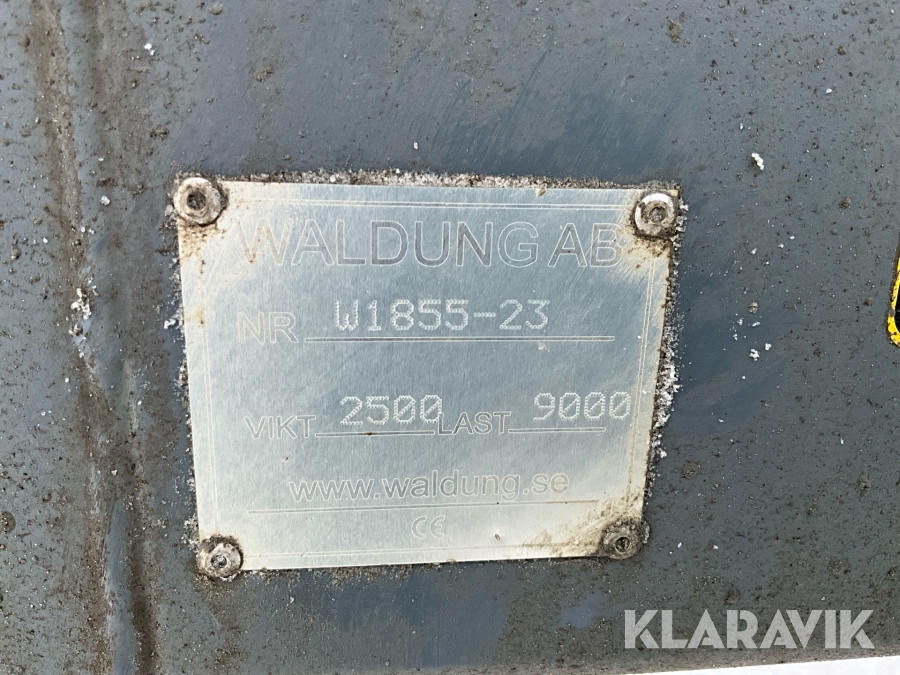 WALDUNG AB
NR W1855-23
VIKT 2500 LAST 9000
www.waldung.se
CE
KLARAVIK